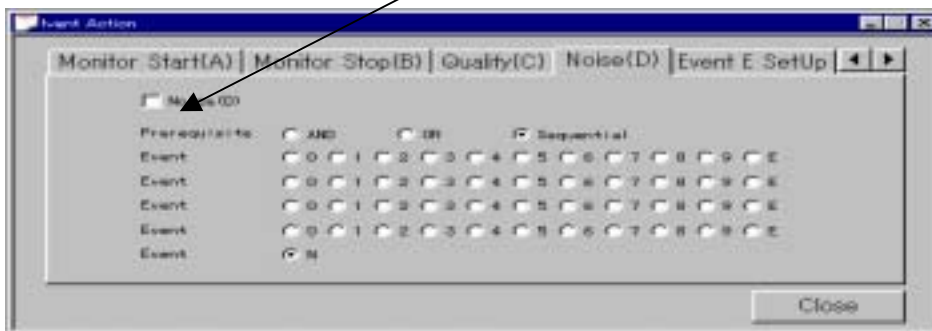 Event Action
Monitor Start(A) Monitor Stop(B) Quality(C) Noise(D) Event E SetUp
Noise(D)
Prerequisite AND OR Sequential
Event 0 1 2 3 4 5 6 7 8 9 E
Event 0 1 2 3 4 5 6 7 8 9 E
Event 0 1 2 3 4 5 6 7 8 9 E
Event 0 1 2 3 4 5 6 7 8 9 E
Event N
Close